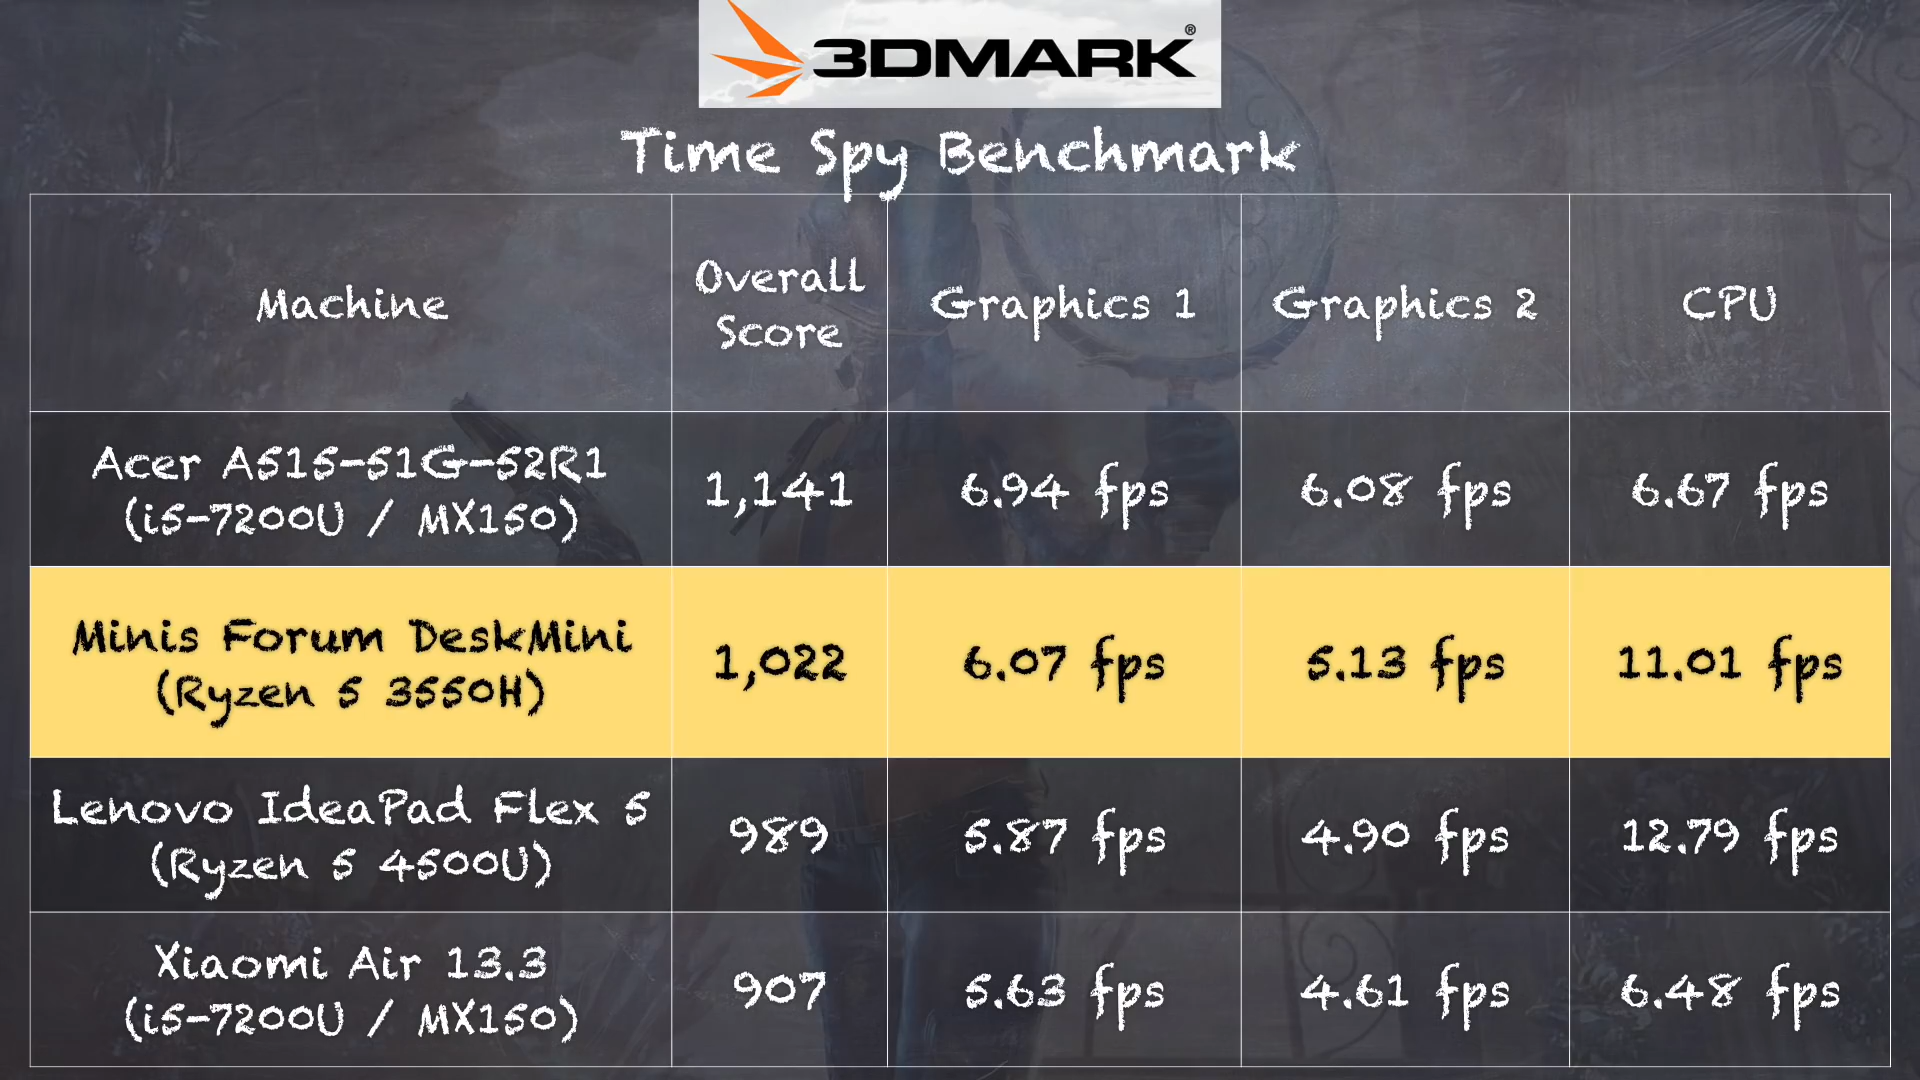 3DMARK®
Time Spy Benchmark
Machine
Overall
Score
Graphics 1
Graphics 2
CPU
Acer A515-51G-52R1
(i5-7200U / MX150)
1,141
6.94 fps
6.08 fps
6.67 fps
Minis Forum DeskMini
(Ryzen 5 3550H)
1,022
6.07 fps
5.13 fps
11.01 fps
Lenovo IdeaPad Flex 5
(Ryzen 5 4500U)
989
5.87 fps
4.90 fps
12.79 fps
Xiaomi Air 13.3
(i5-7200U / MX150)
907
5.63 fps
4.61 fps
6.48 fps